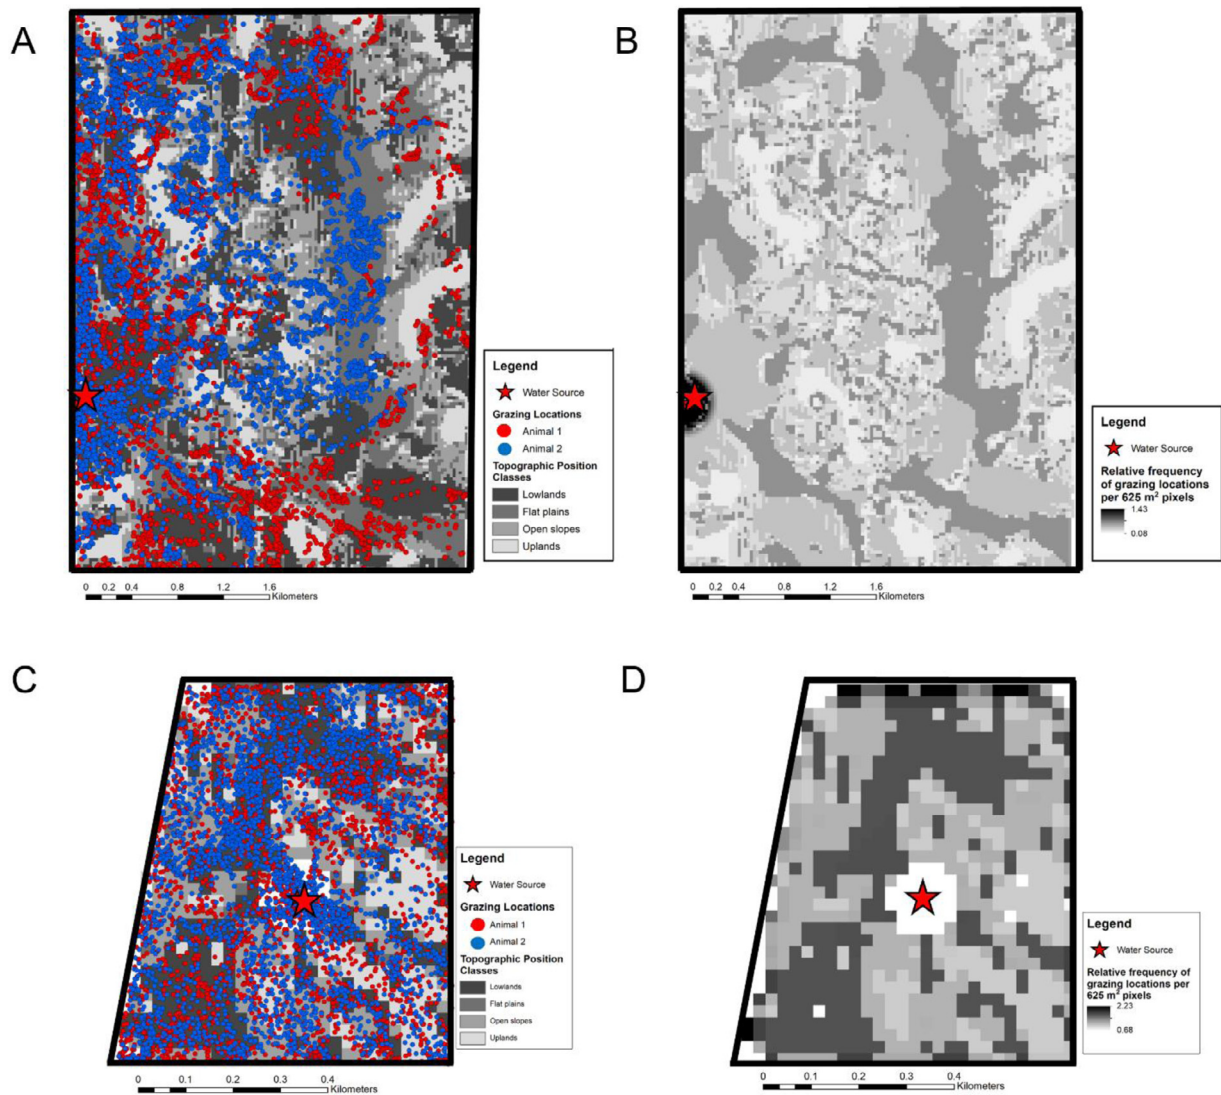 A
B
Legend
Water Source
Grazing Locations
Animal 1
Animal 2
Topographic Position
Classes
Lowlands
Flat plains
Open slopes
Uplands
0 0.2 0.4 0.8 1.2 1.6
Kilometers
Legend
Water Source
Relative frequency
of grazing locations
per 625 m² pixels
1.43
0.08
0 0.2 0.4 0.8 1.2 1.6
Kilometers
C
D
Legend
Water Source
Grazing Locations
Animal 1
Animal 2
Topographic Position
Classes
Lowlands
Flat plains
Open slopes
Uplands
0 0.1 0.2 0.3 0.4
Kilometers
Legend
Water Source
Relative frequency of
grazing locations per
625 m² pixels
2.23
0.68
0 0.1 0.2 0.3 0.4
Kilometers